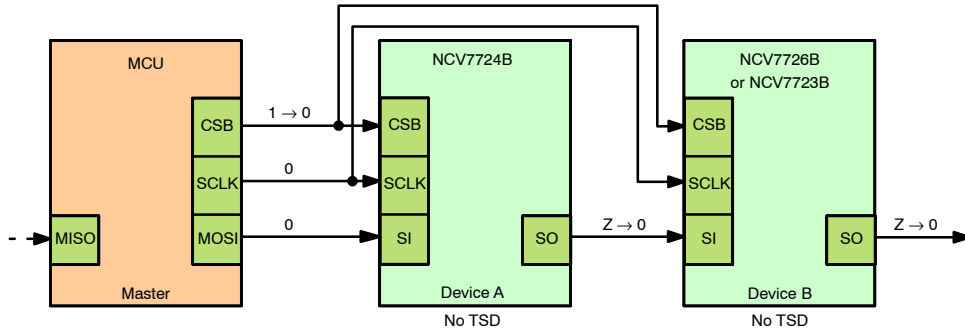 MCU
NCV7724B
NCV7726B
or NCV7723B
CSB
1 → 0
CSB
CSB
SCLK
0
SCLK
SCLK
MISO
MOSI
0
SI
SO
Z → 0
SI
SO
Z → 0
Master
Device A
Device B
No TSD
No TSD